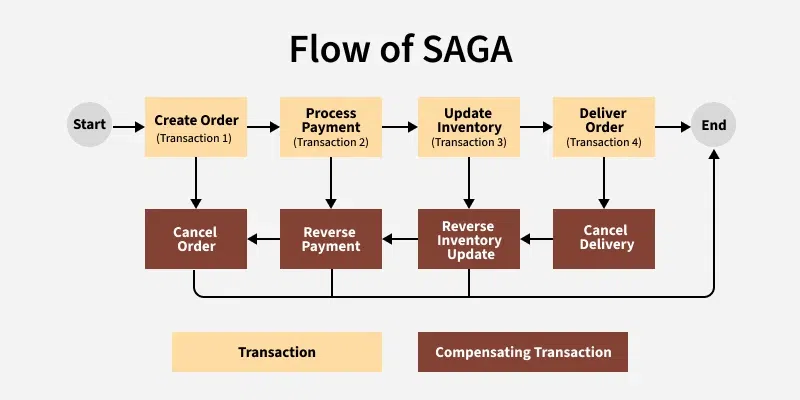 Flow of SAGA
Start
Create Order
(Transaction 1)
Process
Payment
(Transaction 2)
Update
Inventory
(Transaction 3)
Deliver
Order
(Transaction 4)
End
Cancel
Order
Reverse
Payment
Reverse
Inventory
Update
Cancel
Delivery
Transaction
Compensating Transaction